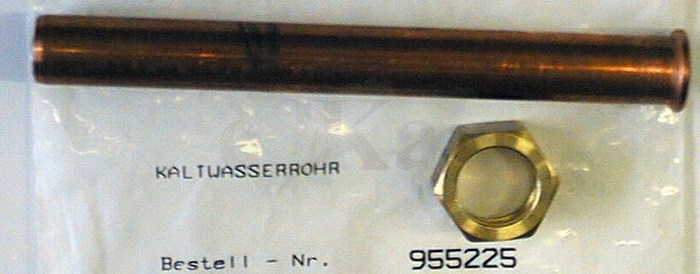 KALTWASSERROHR
Bestell - Nr. 955225